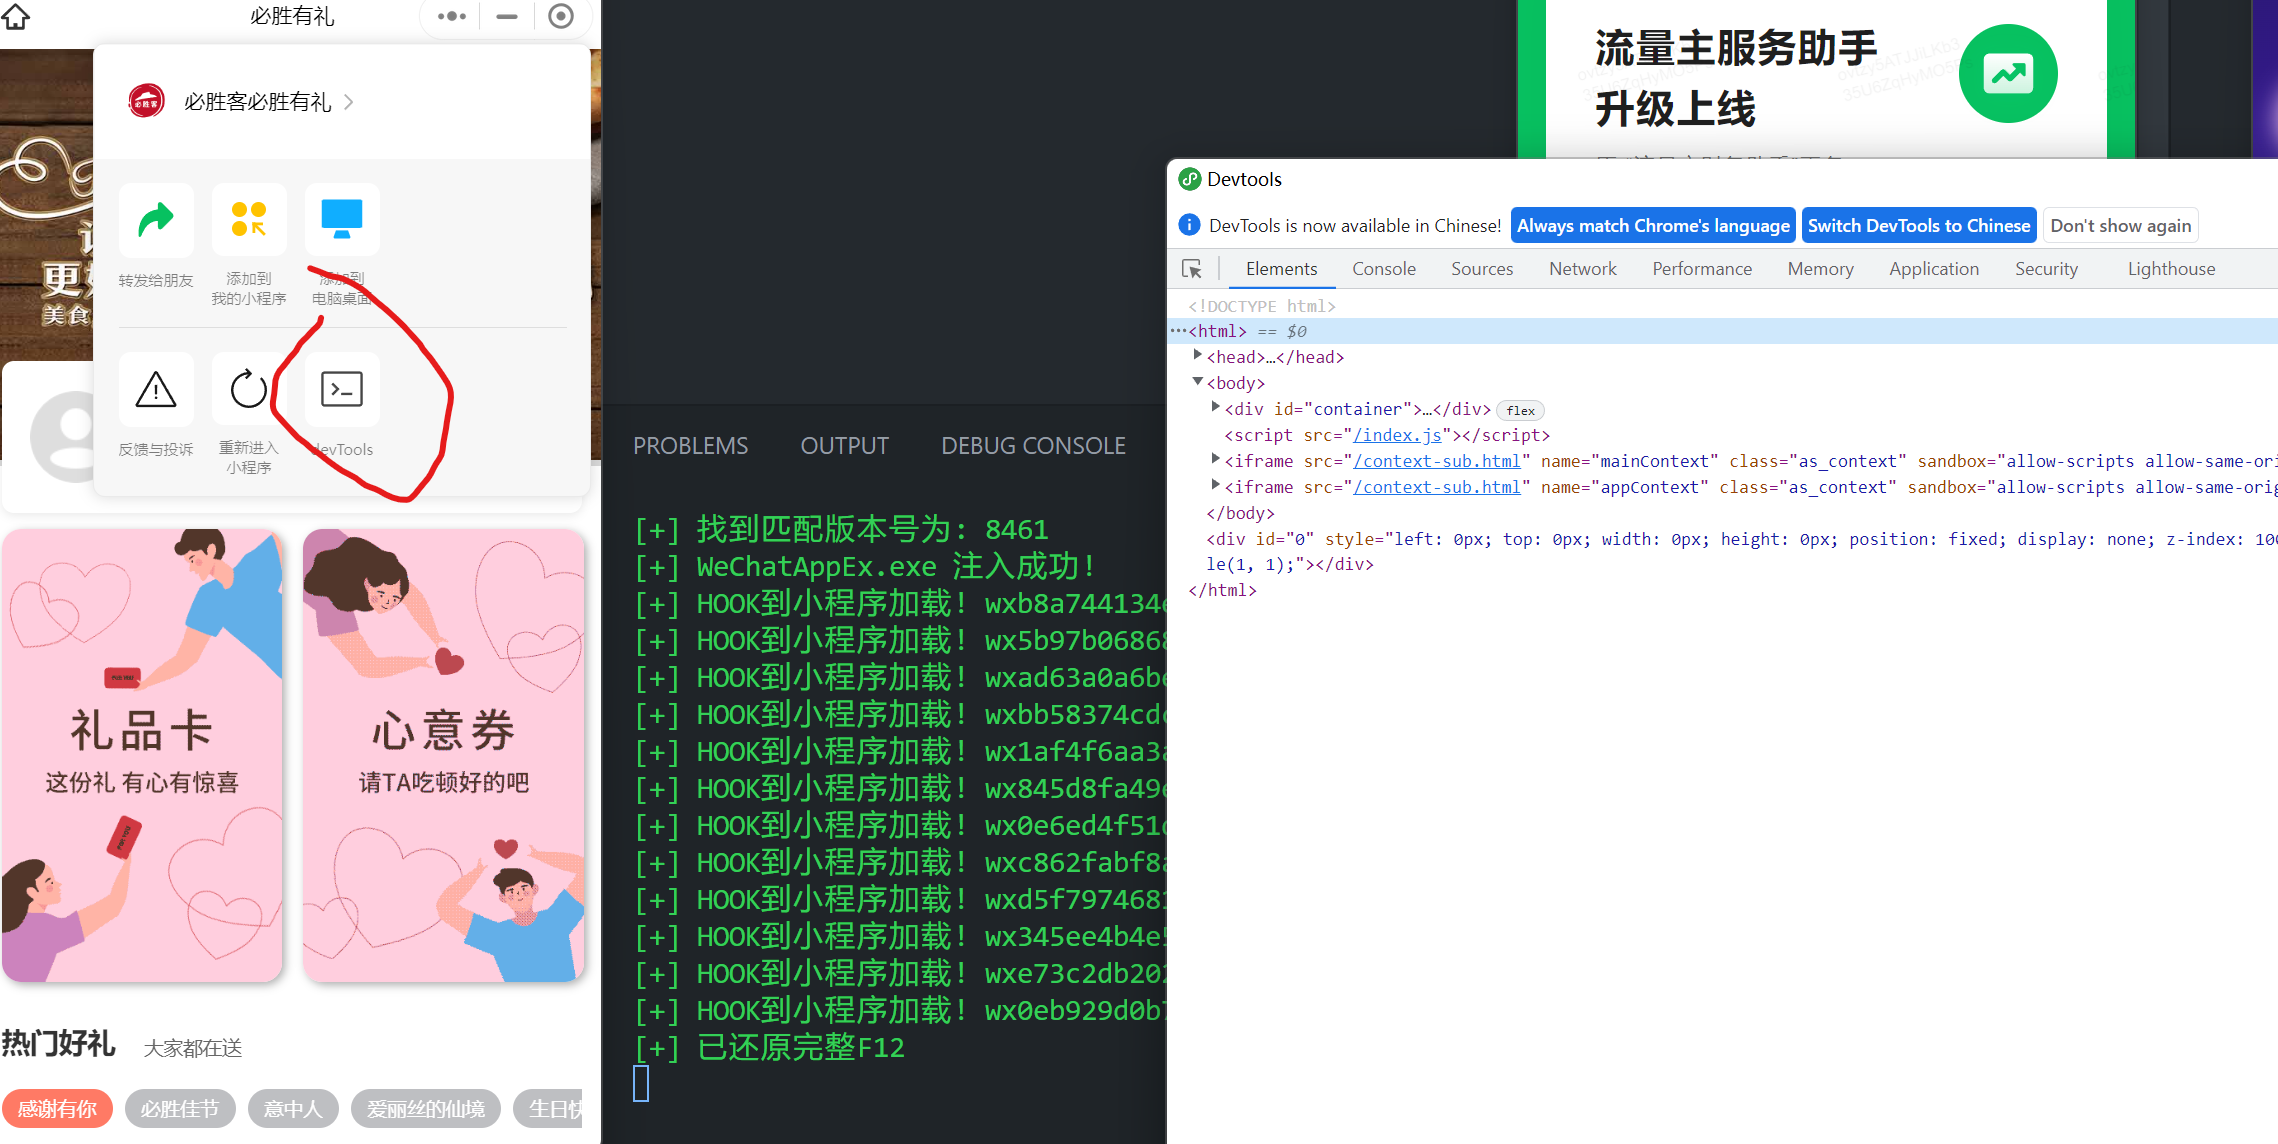 必胜有礼
必胜客
必胜客必胜有礼
转发给朋友
添加到
我的小程序
添加到
电脑桌面
反馈与投诉
重新进入
小程序
devTools
美食
礼品卡
这份礼 有心有惊喜
心意券
请TA吃顿好的吧
热门好礼 大家都在送
感谢有你 必胜佳节 意中人 爱丽丝的仙境 生日快
PROBLEMS OUTPUT DEBUG CONSOLE
[+] 找到匹配版本号为: 8461
[+] WeChatAppEx.exe 注入成功!
[+] HOOK到小程序加载! wxb8a744134e
[+] HOOK到小程序加载! wx5b97b06868
[+] HOOK到小程序加载! wxad63a0a6be
[+] HOOK到小程序加载! wxbb58374cdc
[+] HOOK到小程序加载! wx1af4f6aa3a
[+] HOOK到小程序加载! wx845d8fa49e
[+] HOOK到小程序加载! wx0e6ed4f51
[+] HOOK到小程序加载! wxc862fabf8a
[+] HOOK到小程序加载! wxd5f797468
[+] HOOK到小程序加载! wx345ee4b4e5
[+] HOOK到小程序加载! wxe73c2db202
[+] HOOK到小程序加载! wx0eb929d0b7
[+] 已还原完整F12
流量主服务助手
升级上线
Devtools
DevTools is now available in Chinese! Always match Chrome's language Switch DevTools to Chinese Don't show again
Elements Console Sources Network Performance Memory Application Security Lighthouse
<!DOCTYPE html>
<html> == $0
<head>…</head>
<body>
<div id="container">…</div> flex
<script src="/index.js"></script>
<iframe src="/context-sub.html" name="mainContext" class="as_context" sandbox="allow-scripts allow-same-ori
<iframe src="/context-sub.html" name="appContext" class="as_context" sandbox="allow-scripts allow-same-orig
</body>
<div id="0" style="left: 0px; top: 0px; width: 0px; height: 0px; position: fixed; display: none; z-index: 10
le(1, 1);"></div>
</html>